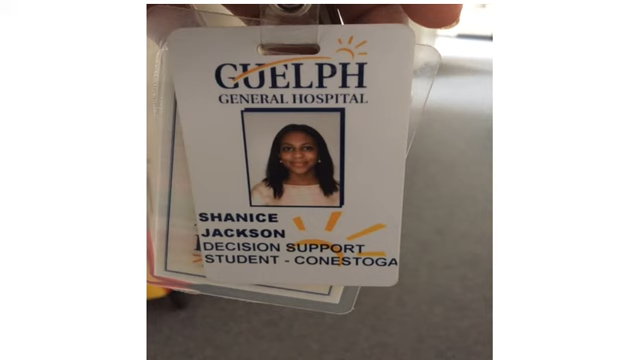 GUELPH
GENERAL HOSPITAL
SHANICE
JACKSON
DECISION SUPPORT
STUDENT - CONESTOGA